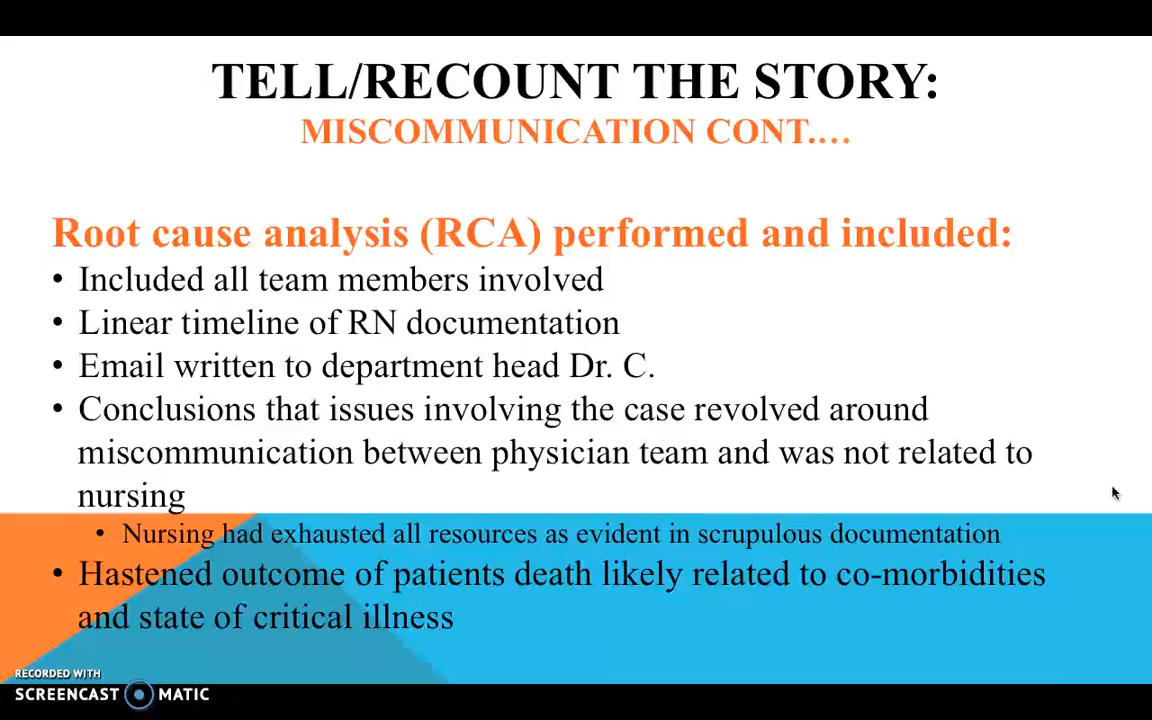 TELL/RECOUNT THE STORY:
MISCOMMUNICATION CONT.…
Root cause analysis (RCA) performed and included:
• Included all team members involved
• Linear timeline of RN documentation
• Email written to department head Dr. C.
• Conclusions that issues involving the case revolved around
miscommunication between physician team and was not related to
nursing
• Nursing had exhausted all resources as evident in scrupulous documentation
• Hastened outcome of patients death likely related to co-morbidities
and state of critical illness
RECORDED WITH
SCREENCAST MATIC